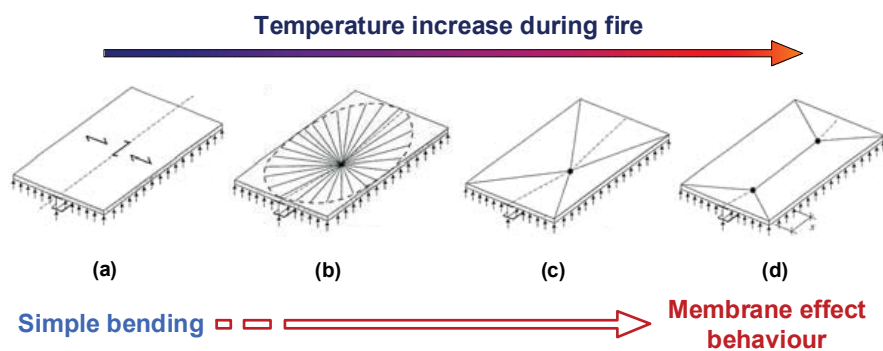 Temperature increase during fire
(a)
(b)
(c)
(d)
x
Simple bending
Membrane effect
behaviour